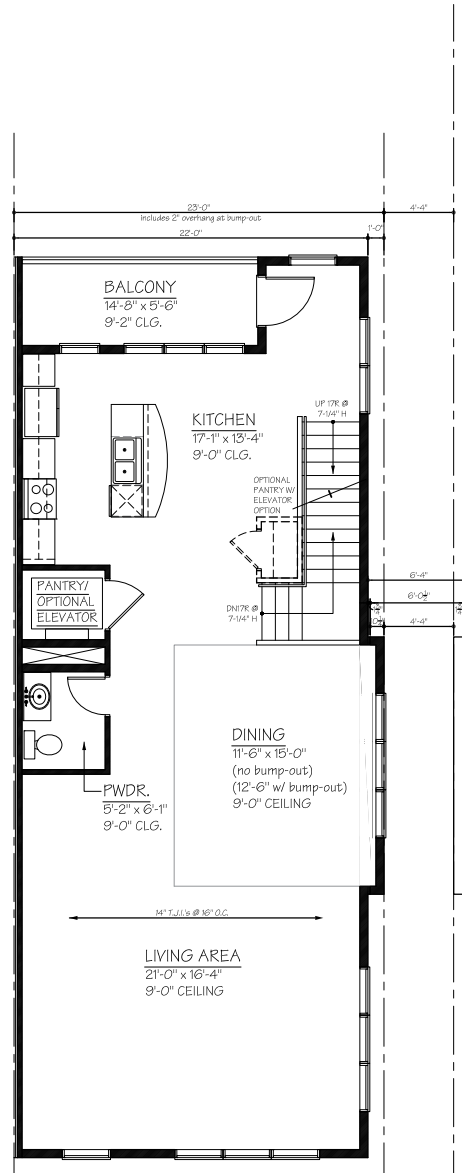 23'-0"
4'-4"
includes 2" overhang at bump-out
22'-0"
1'-0"
BALCONY
14'-8" x 5'-6"
9'-2" CLG.
UP 17R @
7-1/4" H
KITCHEN
17'-1" x 13'-4"
9'-0" CLG.
OPTIONAL
PANTRY W/
ELEVATOR
OPTION
PANTRY/
OPTIONAL
ELEVATOR
DN17R @
7-1/4" H
6'-4"
6'-0½"
4'-4"
DINING
11'-6" x 15'-0"
(no bump-out)
(12'-6" w/ bump-out)
9'-0" CEILING
PWDR.
5'-2" x 6'-1"
9'-0" CLG.
14" T.J.I.'s @ 16" O.C.
LIVING AREA
21'-0" x 16'-4"
9'-0" CEILING